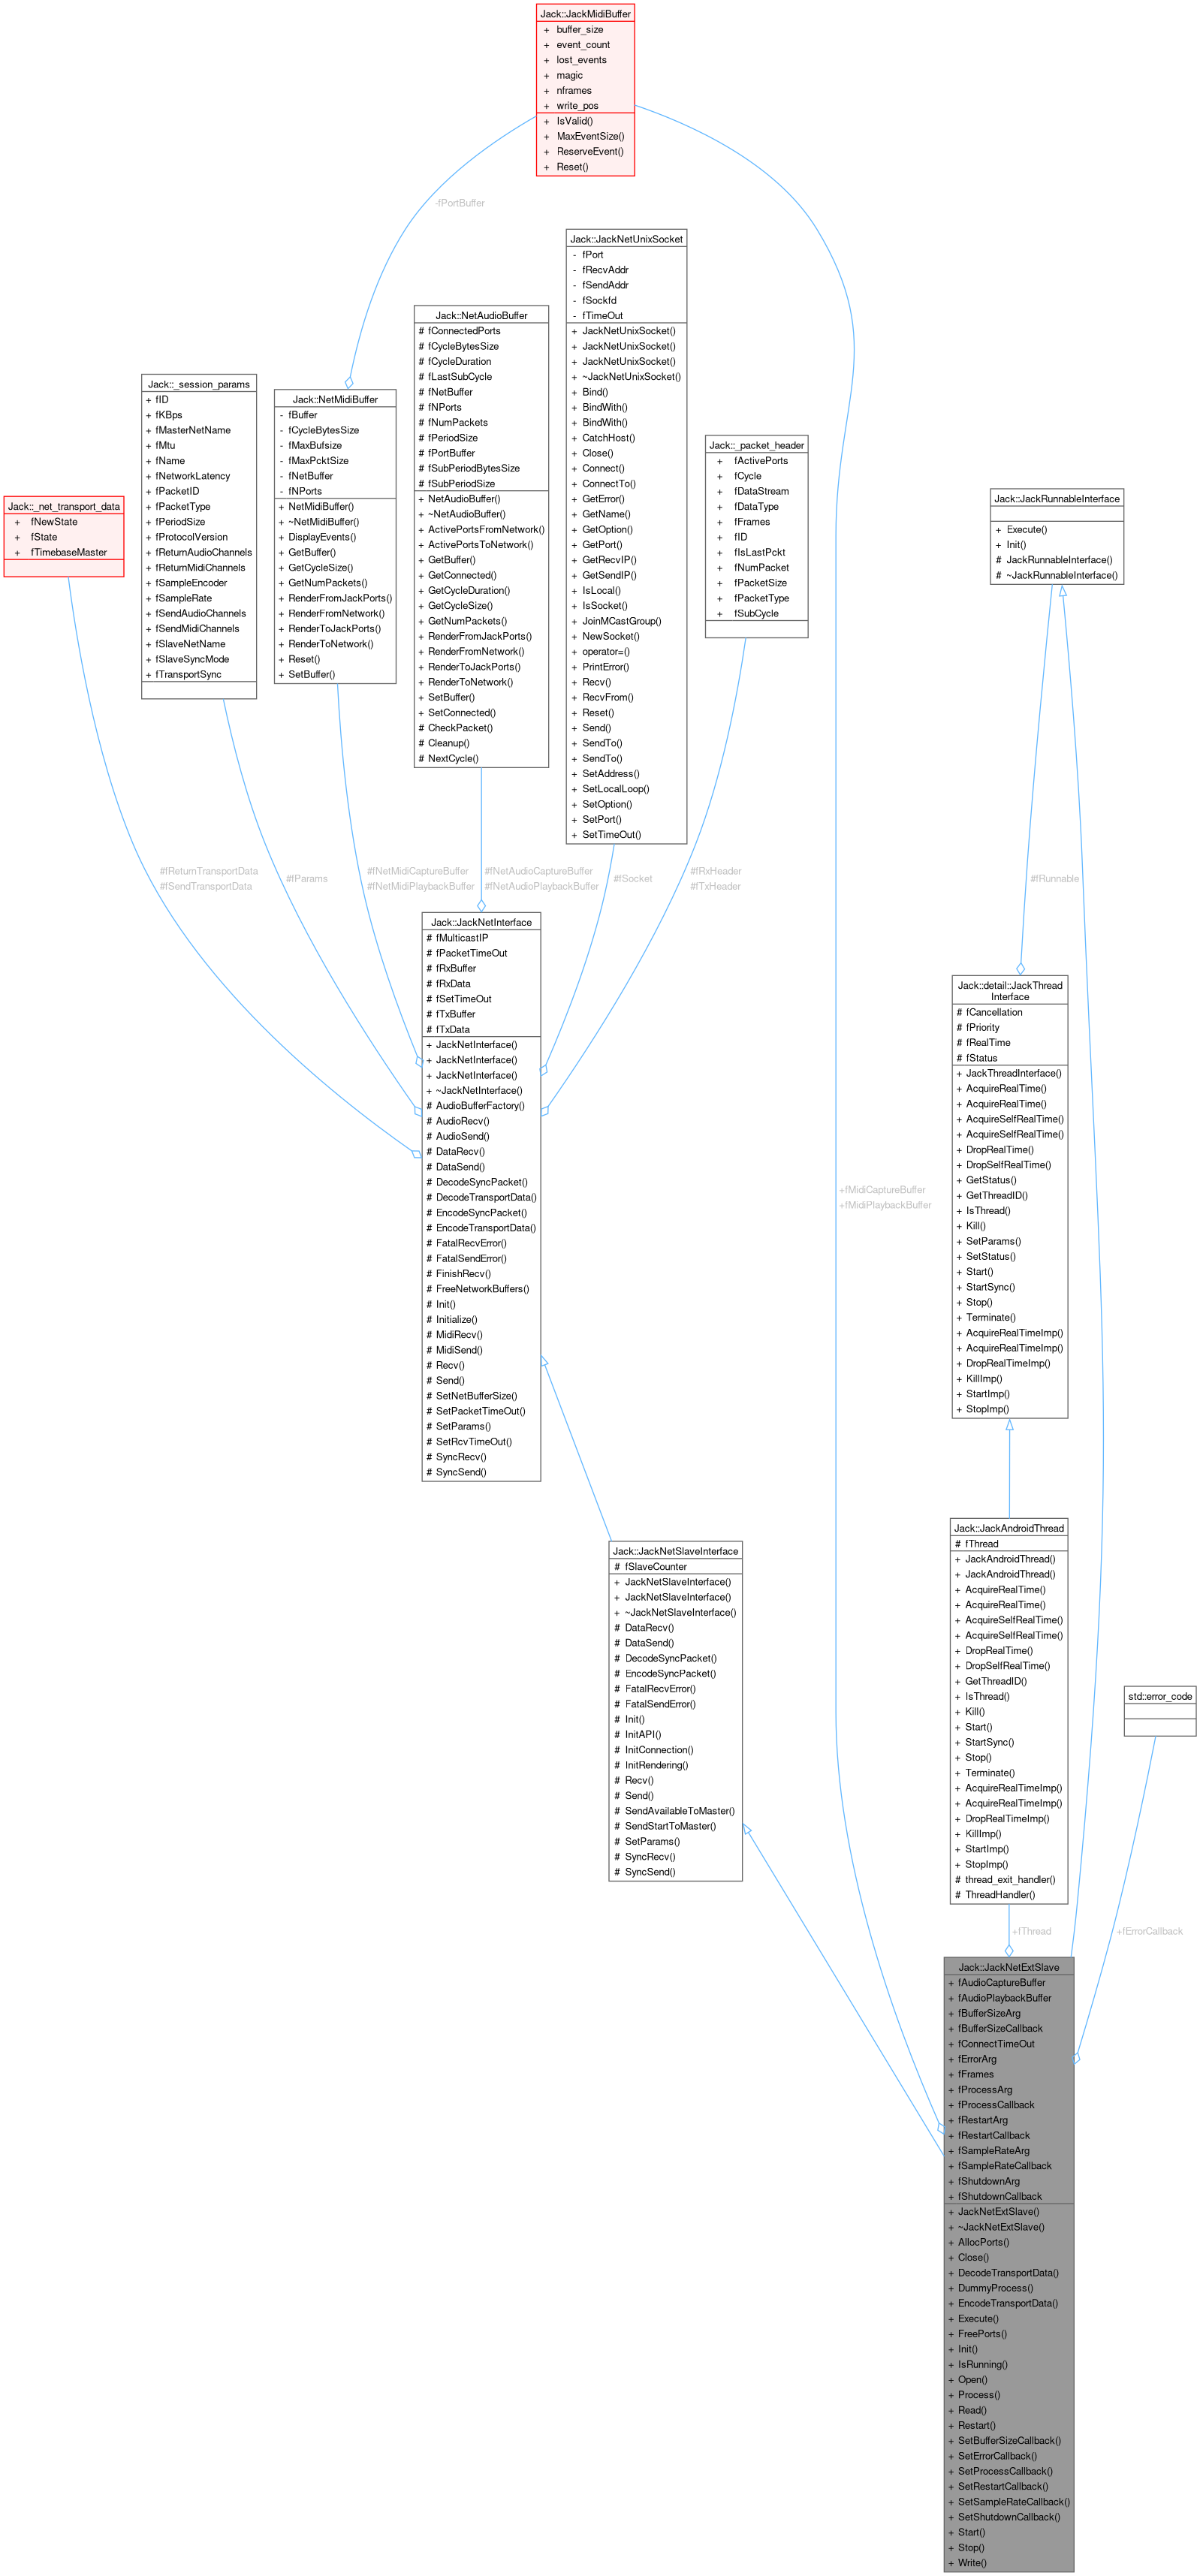 Jack::JackMidiBuffer
+ buffer_size
+ event_count
+ lost_events
+ magic
+ nframes
+ write_pos
+ IsValid()
+ MaxEventSize()
+ ReserveEvent()
+ Reset()
-fPortBuffer
Jack::JackNetUnixSocket
- fPort
- fRecvAddr
- fSendAddr
- fSockfd
- fTimeOut
+ JackNetUnixSocket()
+ JackNetUnixSocket()
+ JackNetUnixSocket()
+ ~JackNetUnixSocket()
+ Bind()
+ BindWith()
+ BindWith()
+ CatchHost()
+ Close()
+ Connect()
+ ConnectTo()
+ GetError()
+ GetName()
+ GetOption()
+ GetPort()
+ GetRecvIP()
+ GetSendIP()
+ IsLocal()
+ IsSocket()
+ JoinMCastGroup()
+ NewSocket()
+ operator=()
+ PrintError()
+ Recv()
+ RecvFrom()
+ Reset()
+ Send()
+ SendTo()
+ SendTo()
+ SetAddress()
+ SetLocalLoop()
+ SetOption()
+ SetPort()
+ SetTimeOut()
Jack::NetAudioBuffer
# fConnectedPorts
# fCycleBytesSize
# fCycleDuration
# fLastSubCycle
# fNetBuffer
# fNPorts
# fNumPackets
# fPeriodSize
# fPortBuffer
# fSubPeriodBytesSize
# fSubPeriodSize
+ NetAudioBuffer()
+ ~NetAudioBuffer()
+ ActivePortsFromNetwork()
+ ActivePortsToNetwork()
+ GetBuffer()
+ GetConnected()
+ GetCycleDuration()
+ GetCycleSize()
+ GetNumPackets()
+ RenderFromJackPorts()
+ RenderFromNetwork()
+ RenderToJackPorts()
+ RenderToNetwork()
+ SetBuffer()
+ SetConnected()
# CheckPacket()
# Cleanup()
# NextCycle()
Jack::_session_params
+ fID
+ fKBps
+ fMasterNetName
+ fMtu
+ fName
+ fNetworkLatency
+ fPacketID
+ fPacketType
+ fPeriodSize
+ fProtocolVersion
+ fReturnAudioChannels
+ fReturnMidiChannels
+ fSampleEncoder
+ fSampleRate
+ fSendAudioChannels
+ fSendMidiChannels
+ fSlaveNetName
+ fSlaveSyncMode
+ fTransportSync
Jack::NetMidiBuffer
- fBuffer
- fCycleBytesSize
- fMaxBufsize
- fMaxPcktSize
- fNetBuffer
- fNPorts
+ NetMidiBuffer()
+ ~NetMidiBuffer()
+ DisplayEvents()
+ GetBuffer()
+ GetCycleSize()
+ GetNumPackets()
+ RenderFromJackPorts()
+ RenderFromNetwork()
+ RenderToJackPorts()
+ RenderToNetwork()
+ Reset()
+ SetBuffer()
Jack::_packet_header
+ fActivePorts
+ fCycle
+ fDataStream
+ fDataType
+ fFrames
+ fID
+ fIsLastPckt
+ fNumPacket
+ fPacketSize
+ fPacketType
+ fSubCycle
Jack::_net_transport_data
+ fNewState
+ fState
+ fTimebaseMaster
Jack::JackRunnableInterface
+ Execute()
+ Init()
# JackRunnableInterface()
# ~JackRunnableInterface()
#fReturnTransportData
#fSendTransportData
#fParams
#fNetMidiCaptureBuffer
#fNetMidiPlaybackBuffer
#fNetAudioCaptureBuffer
#fNetAudioPlaybackBuffer
#fSocket
#fRxHeader
#fTxHeader
#fRunnable
Jack::JackNetInterface
# fMulticastIP
# fPacketTimeOut
# fRxBuffer
# fRxData
# fSetTimeOut
# fTxBuffer
# fTxData
+ JackNetInterface()
+ JackNetInterface()
+ JackNetInterface()
+ ~JackNetInterface()
# AudioBufferFactory()
# AudioRecv()
# AudioSend()
# DataRecv()
# DataSend()
# DecodeSyncPacket()
# DecodeTransportData()
# EncodeSyncPacket()
# EncodeTransportData()
# FatalRecvError()
# FatalSendError()
# FinishRecv()
# FreeNetworkBuffers()
# Init()
# Initialize()
# MidiRecv()
# MidiSend()
# Recv()
# Send()
# SetNetBufferSize()
# SetPacketTimeOut()
# SetParams()
# SetRcvTimeOut()
# SyncRecv()
# SyncSend()
Jack::detail::JackThread
Interface
# fCancellation
# fPriority
# fRealTime
# fStatus
+ JackThreadInterface()
+ AcquireRealTime()
+ AcquireRealTime()
+ AcquireSelfRealTime()
+ AcquireSelfRealTime()
+ DropRealTime()
+ DropSelfRealTime()
+ GetStatus()
+ GetThreadID()
+ IsThread()
+ Kill()
+ SetParams()
+ SetStatus()
+ Start()
+ StartSync()
+ Stop()
+ Terminate()
+ AcquireRealTimeImp()
+ AcquireRealTimeImp()
+ DropRealTimeImp()
+ KillImp()
+ StartImp()
+ StopImp()
+fMidiCaptureBuffer
+fMidiPlaybackBuffer
Jack::JackNetSlaveInterface
# fSlaveCounter
+ JackNetSlaveInterface()
+ JackNetSlaveInterface()
+ ~JackNetSlaveInterface()
# DataRecv()
# DataSend()
# DecodeSyncPacket()
# EncodeSyncPacket()
# FatalRecvError()
# FatalSendError()
# Init()
# InitAPI()
# InitConnection()
# InitRendering()
# Recv()
# Send()
# SendAvailableToMaster()
# SendStartToMaster()
# SetParams()
# SyncRecv()
# SyncSend()
Jack::JackAndroidThread
# fThread
+ JackAndroidThread()
+ JackAndroidThread()
+ AcquireRealTime()
+ AcquireRealTime()
+ AcquireSelfRealTime()
+ AcquireSelfRealTime()
+ DropRealTime()
+ DropSelfRealTime()
+ GetThreadID()
+ IsThread()
+ Kill()
+ Start()
+ StartSync()
+ Stop()
+ Terminate()
+ AcquireRealTimeImp()
+ AcquireRealTimeImp()
+ DropRealTimeImp()
+ KillImp()
+ StartImp()
+ StopImp()
# thread_exit_handler()
# ThreadHandler()
std::error_code
+fThread
+fErrorCallback
Jack::JackNetExtSlave
+ fAudioCaptureBuffer
+ fAudioPlaybackBuffer
+ fBufferSizeArg
+ fBufferSizeCallback
+ fConnectTimeOut
+ fErrorArg
+ fFrames
+ fProcessArg
+ fProcessCallback
+ fRestartArg
+ fRestartCallback
+ fSampleRateArg
+ fSampleRateCallback
+ fShutdownArg
+ fShutdownCallback
+ JackNetExtSlave()
+ ~JackNetExtSlave()
+ AllocPorts()
+ Close()
+ DecodeTransportData()
+ DummyProcess()
+ EncodeTransportData()
+ Execute()
+ FreePorts()
+ Init()
+ IsRunning()
+ Open()
+ Process()
+ Read()
+ Restart()
+ SetBufferSizeCallback()
+ SetErrorCallback()
+ SetProcessCallback()
+ SetRestartCallback()
+ SetSampleRateCallback()
+ SetShutdownCallback()
+ Start()
+ Stop()
+ Write()